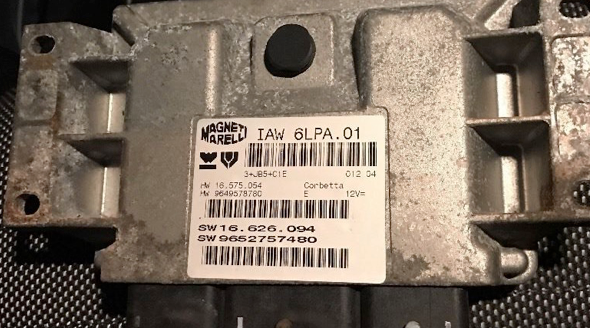 MAGNETI MARELLI
IAW 6LPA.01
3+JB5+C1E 012 04
HW 16.575.054 Corbetta
HW 9649578780 E 12V=
SW16.626.094
SW9652757480